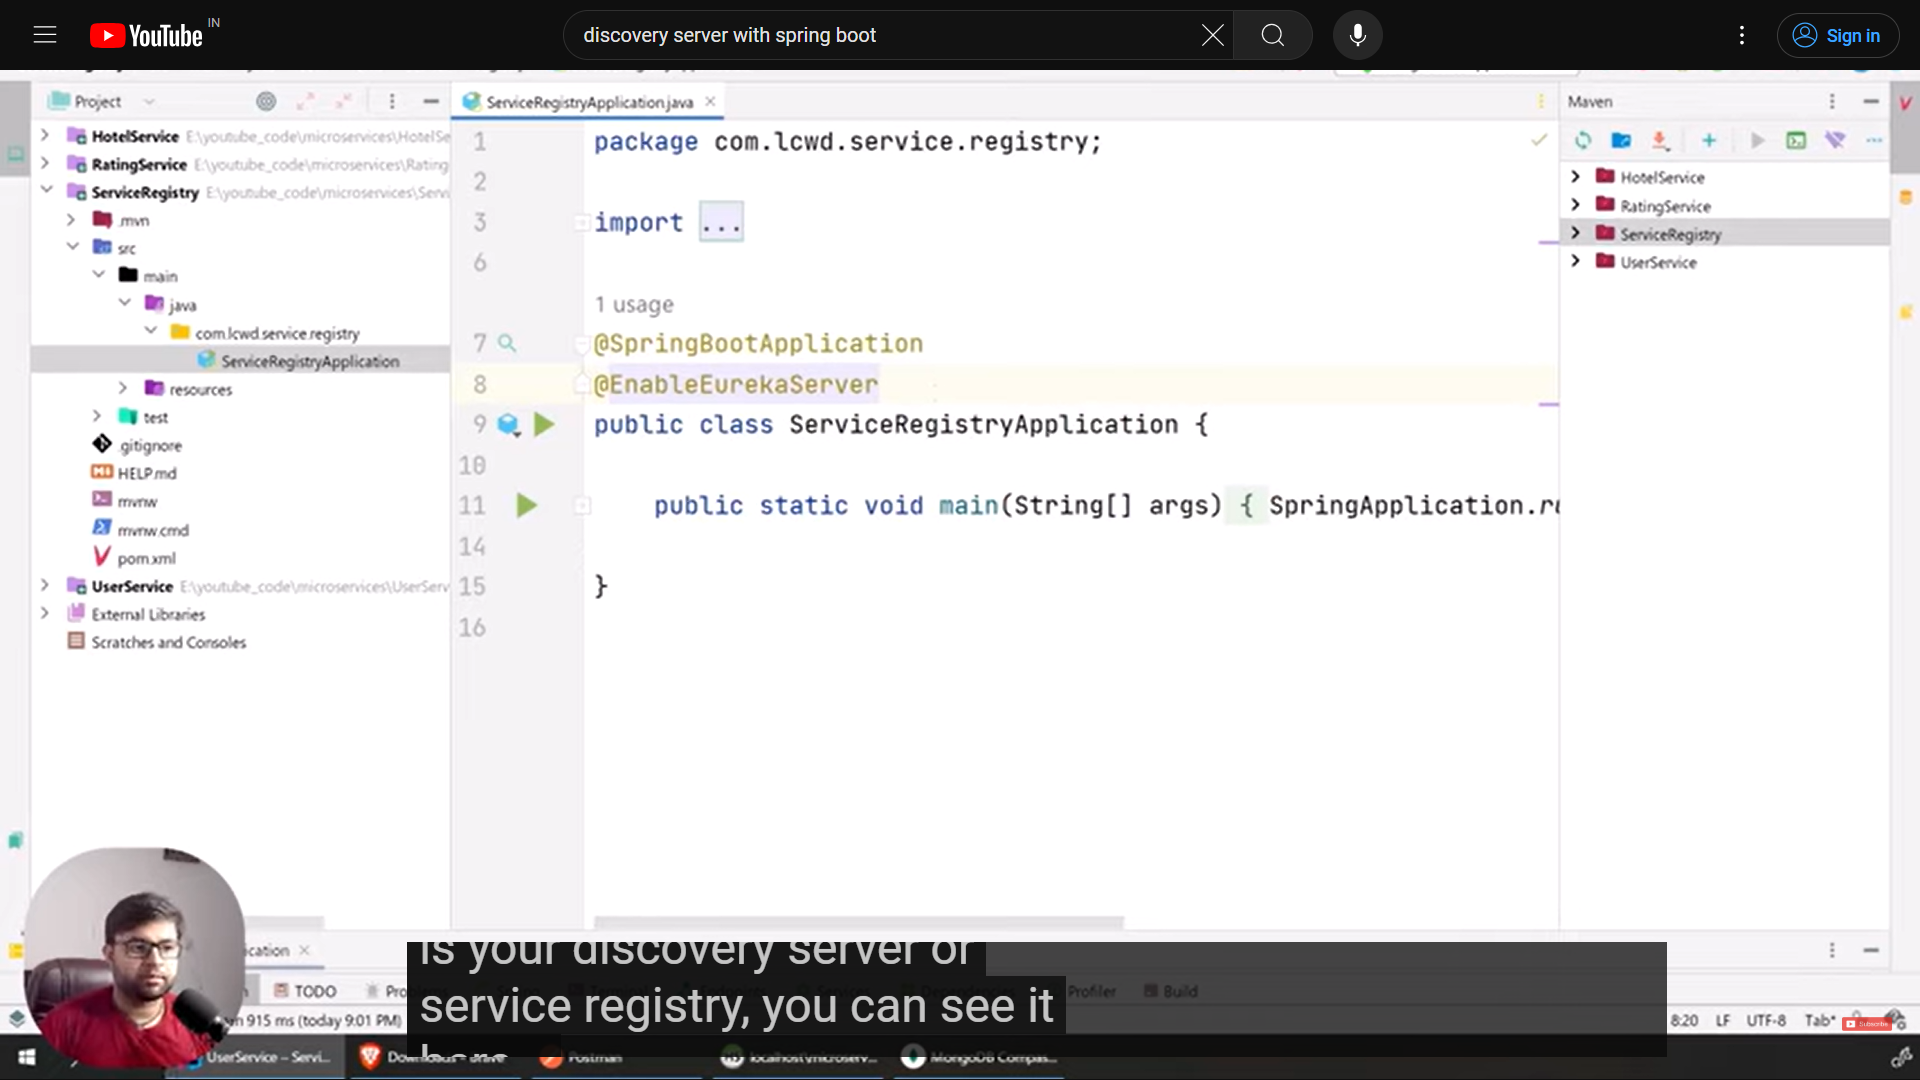 YouTube IN
discovery server with spring boot
Sign in
Project
ServiceRegistryApplication.java
Maven
HotelService E:\youtube_code\microservices\HotelSe
RatingService E:\youtube_code\microservices\Rating
ServiceRegistry E:\youtube_code\microservices\Servi
.mvn
src
main
java
com.lcwd.service.registry
ServiceRegistryApplication
resources
test
.gitignore
HELP.md
mvnw
mvnw.cmd
pom.xml
UserService E:\youtube_code\microservices\UserServ
External Libraries
Scratches and Consoles
1 package com.lcwd.service.registry;
2
3 import ...
6
1 usage
7 @SpringBootApplication
8 @EnableEurekaServer
9 public class ServiceRegistryApplication {
10
11 public static void main(String[] args) { SpringApplication.ru
14
15 }
16
HotelService
RatingService
ServiceRegistry
UserService
is your discovery server or
service registry, you can see it
here
TODO
Profiler
Build
915 ms (today 9:01 PM)
8:20 LF UTF-8 Tab*
Subscribe
UserService – Servi...
Downloads - Brave
Postman
localhost\microserv...
MongoDB Compas...